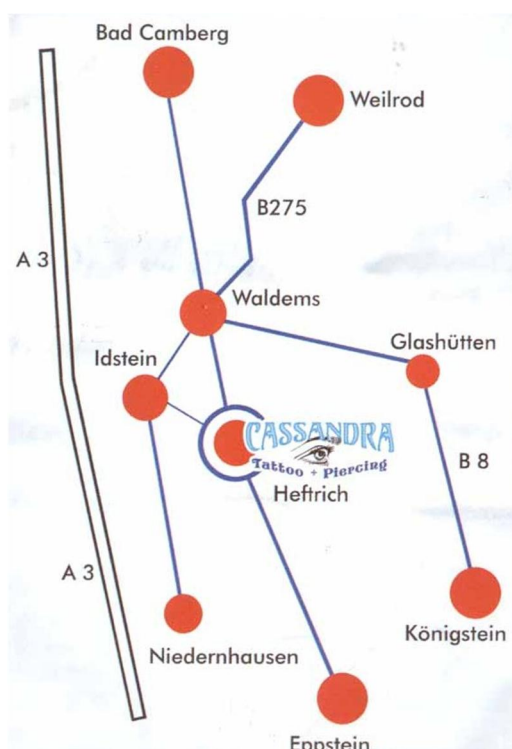 Bad Camberg
Weilrod
B275
A 3
Waldems
Glashütten
Idstein
CASSANDRA
Tattoo + Piercing
B 8
Heftrich
A 3
Königstein
Niedernhausen
Eppstein